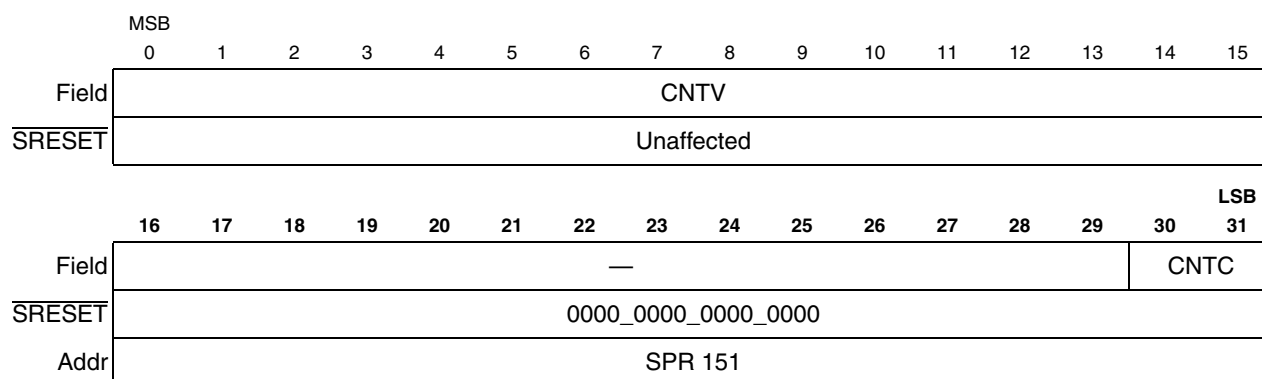 MSB
0 1 2 3 4 5 6 7 8 9 10 11 12 13 14 15
Field CNTV
SRESET Unaffected
LSB
16 17 18 19 20 21 22 23 24 25 26 27 28 29 30 31
Field — CNTC
SRESET 0000_0000_0000_0000
Addr SPR 151